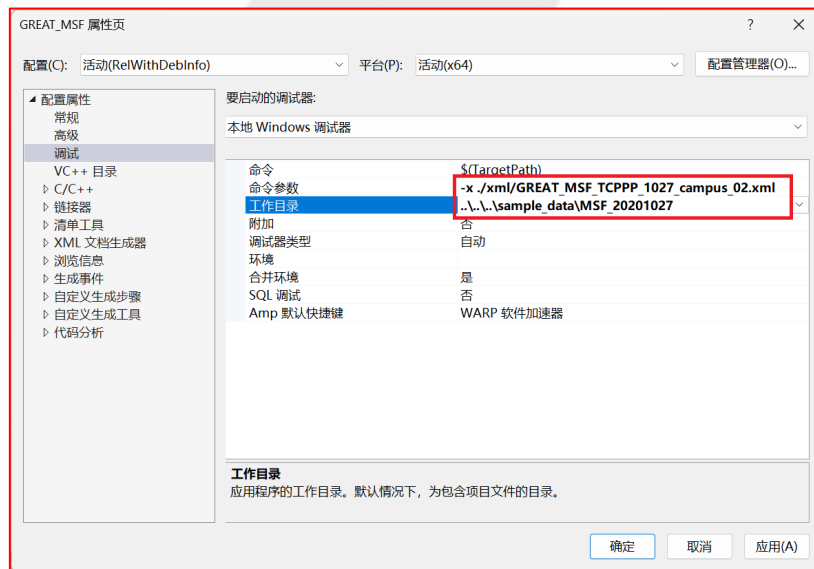 GREAT_MSF 属性页
配置(C): 活动(RelWithDebInfo) 平台(P): 活动(x64) 配置管理器(O)...
配置属性
常规
高级
调试
VC++ 目录
C/C++
链接器
清单工具
XML 文档生成器
浏览信息
生成事件
自定义生成步骤
自定义生成工具
代码分析
要启动的调试器:
本地 Windows 调试器
命令 $(TargetPath)
命令参数 -x ./xml/GREAT_MSF_TCPPP_1027_campus_02.xml
工作目录 ..\..\..\sample_data\MSF_20201027
附加 否
调试器类型 自动
环境
合并环境 是
SQL 调试 否
Amp 默认快捷键 WARP 软件加速器
工作目录
应用程序的工作目录。默认情况下，为包含项目文件的目录。
确定 取消 应用(A)